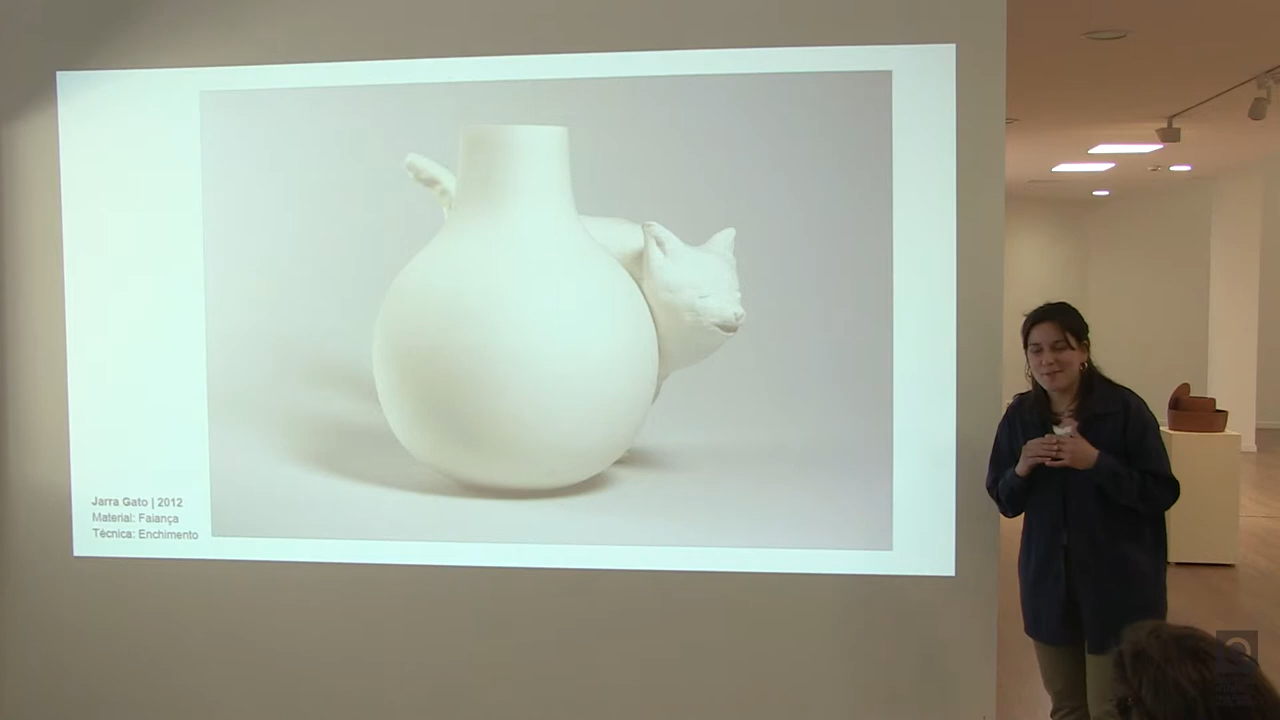 Jarra Gato | 2012
Material: Faiança
Técnica: Enchimento